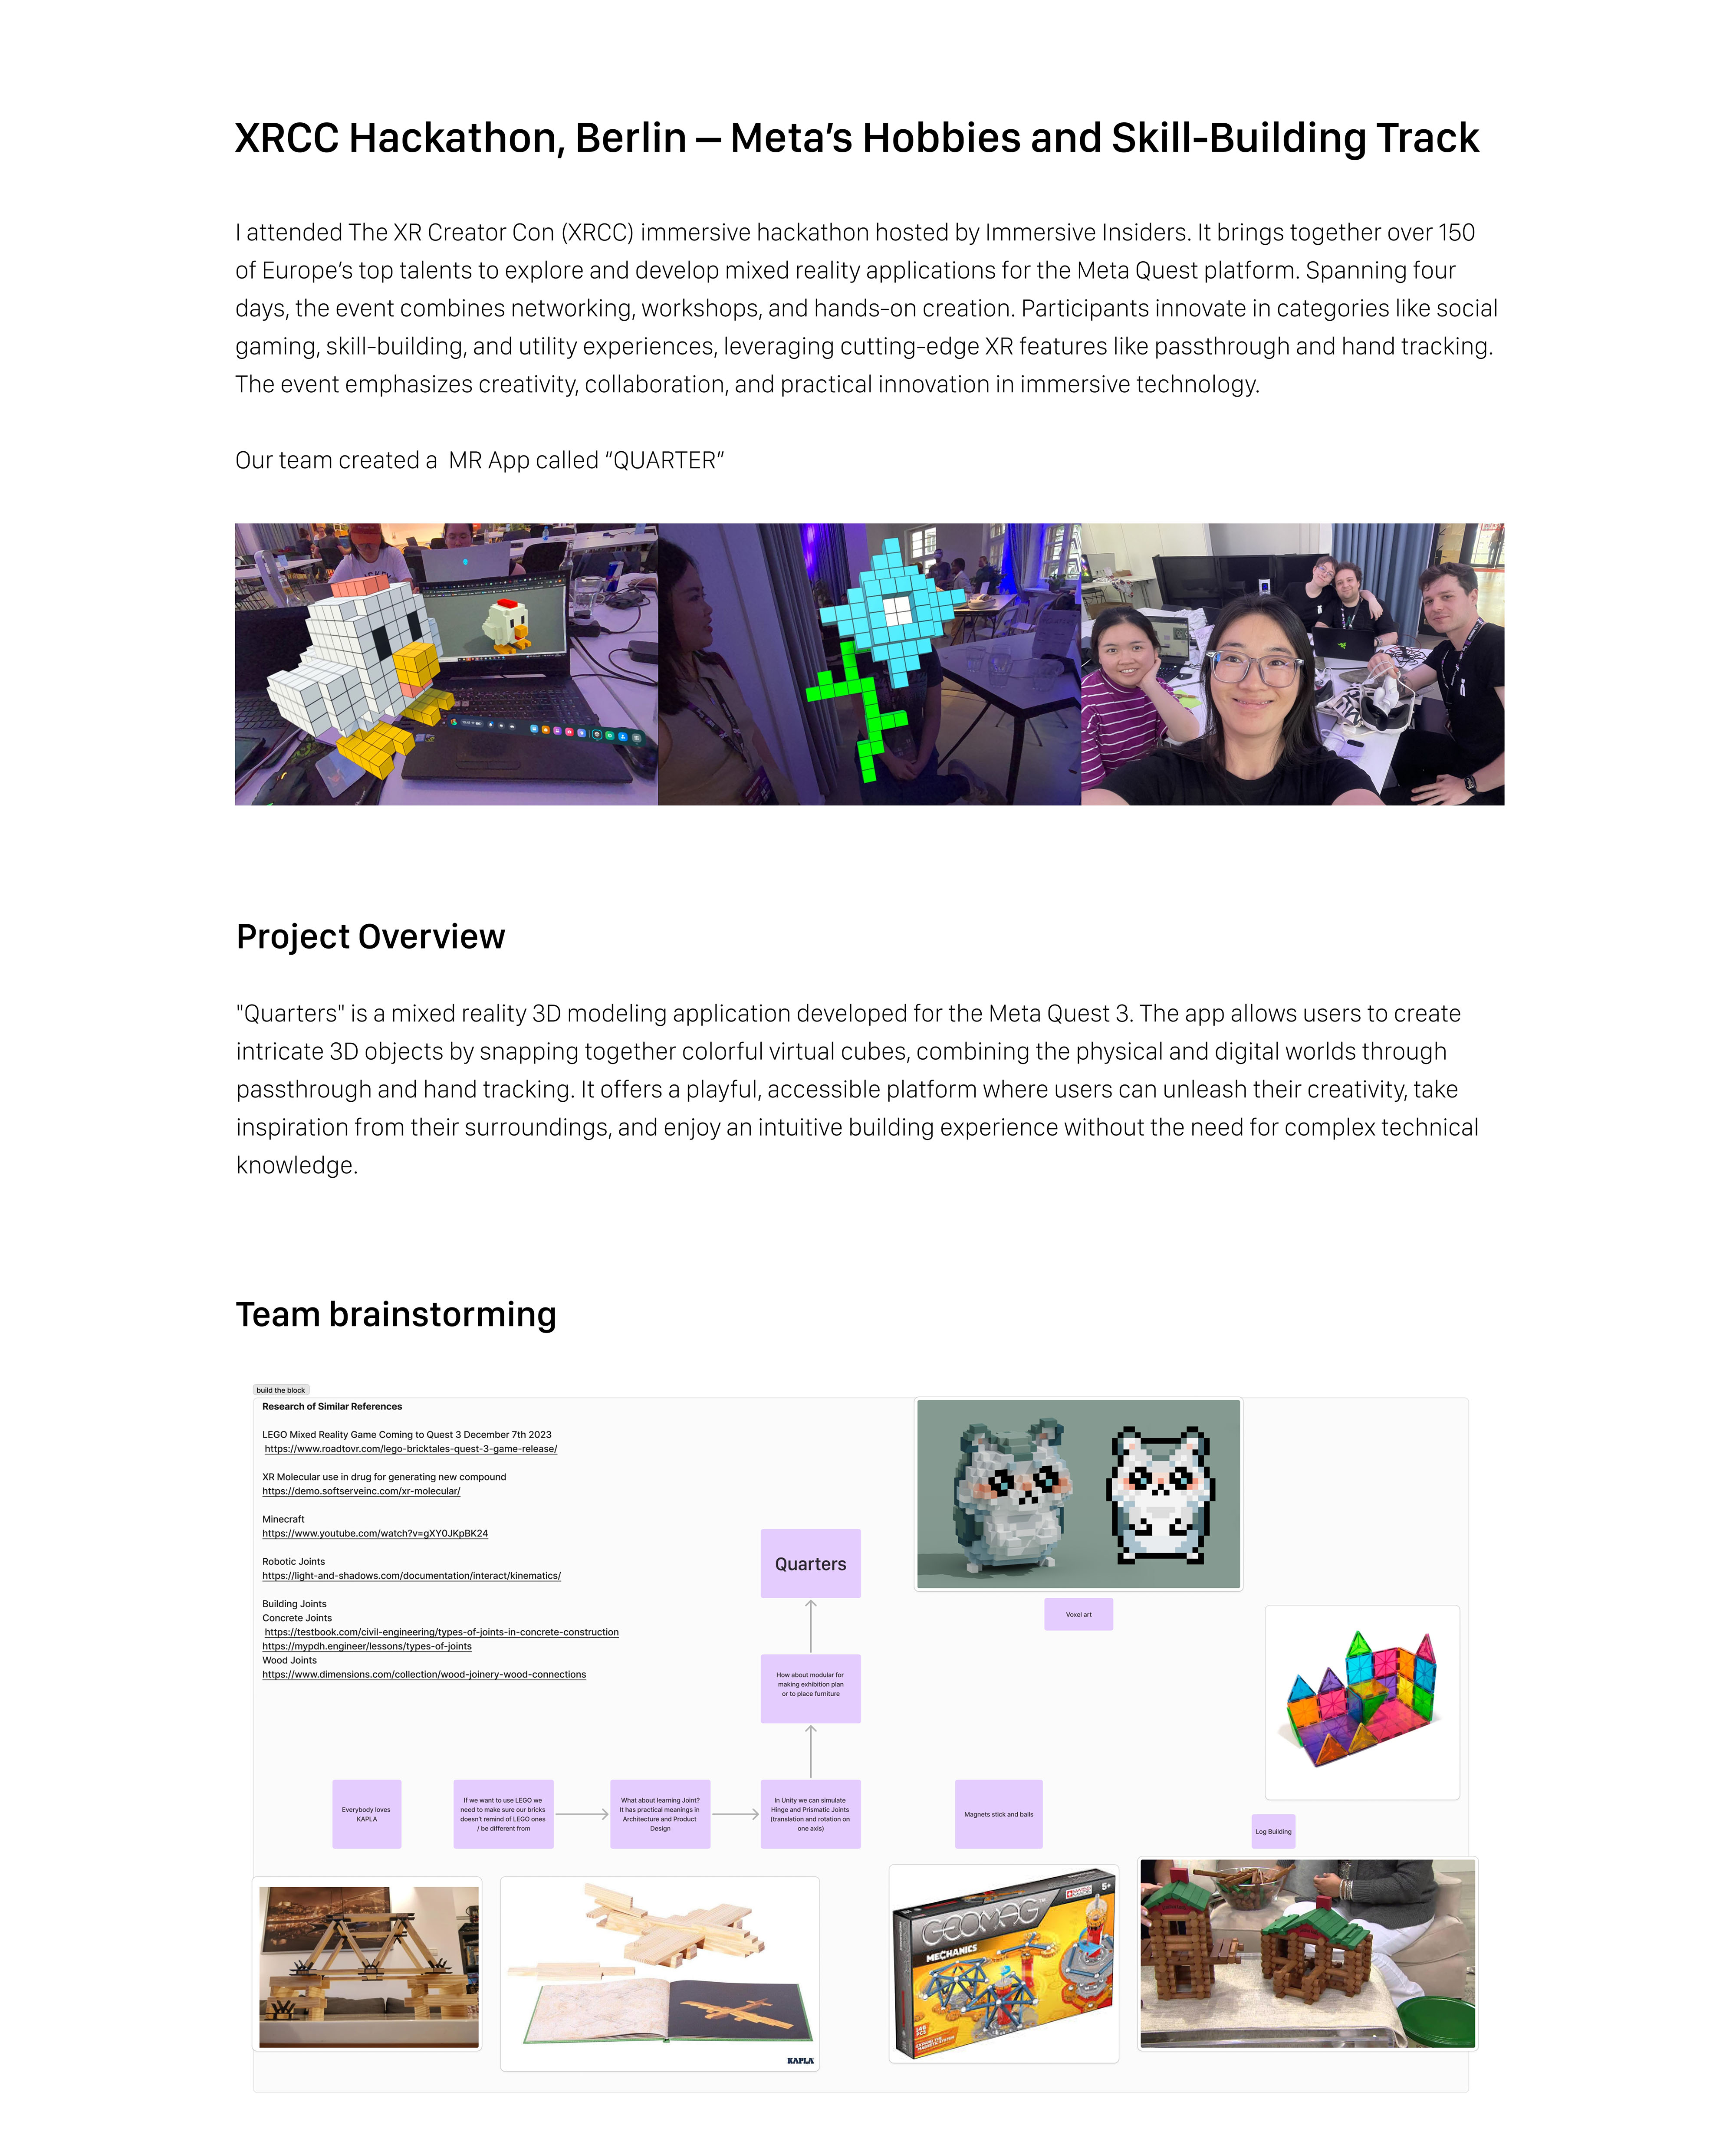 XRCC Hackathon, Berlin – Meta’s Hobbies and Skill-Building Track
I attended The XR Creator Con (XRCC) immersive hackathon hosted by Immersive Insiders. It brings together over 150
of Europe’s top talents to explore and develop mixed reality applications for the Meta Quest platform. Spanning four
days, the event combines networking, workshops, and hands-on creation. Participants innovate in categories like social
gaming, skill-building, and utility experiences, leveraging cutting-edge XR features like passthrough and hand tracking.
The event emphasizes creativity, collaboration, and practical innovation in immersive technology.
Our team created a  MR App called “QUARTER”
Project Overview
"Quarters" is a mixed reality 3D modeling application developed for the Meta Quest 3. The app allows users to create
intricate 3D objects by snapping together colorful virtual cubes, combining the physical and digital worlds through
passthrough and hand tracking. It offers a playful, accessible platform where users can unleash their creativity, take
inspiration from their surroundings, and enjoy an intuitive building experience without the need for complex technical
knowledge.
Team brainstorming
build the block
Research of Similar References
LEGO Mixed Reality Game Coming to Quest 3 December 7th 2023
https://www.roadtovr.com/lego-bricktales-quest-3-game-release/
XR Molecular use in drug for generating new compound
https://demo.softserveinc.com/xr-molecular/
Minecraft
https://www.youtube.com/watch?v=gXY0JKpBK24
Robotic Joints
https://light-and-shadows.com/documentation/interact/kinematics/
Building Joints
Concrete Joints
https://testbook.com/civil-engineering/types-of-joints-in-concrete-construction
https://mypdh.engineer/lessons/types-of-joints
Wood Joints
https://www.dimensions.com/collection/wood-joinery-wood-connections
Quarters
Voxel art
How about modular for
making exhibition plan
or to place furniture
Everybody loves
KAPLA
If we want to use LEGO we
need to make sure our bricks
doesn't remind of LEGO ones
/ be different from
What about learning Joint?
It has practical meanings in
Architecture and Product
Design
In Unity we can simulate
Hinge and Prismatic Joints
(translation and rotation on
one axis)
Magnets stick and balls
Log Building
KAPLA
GEOMAG
MECHANICS
5+